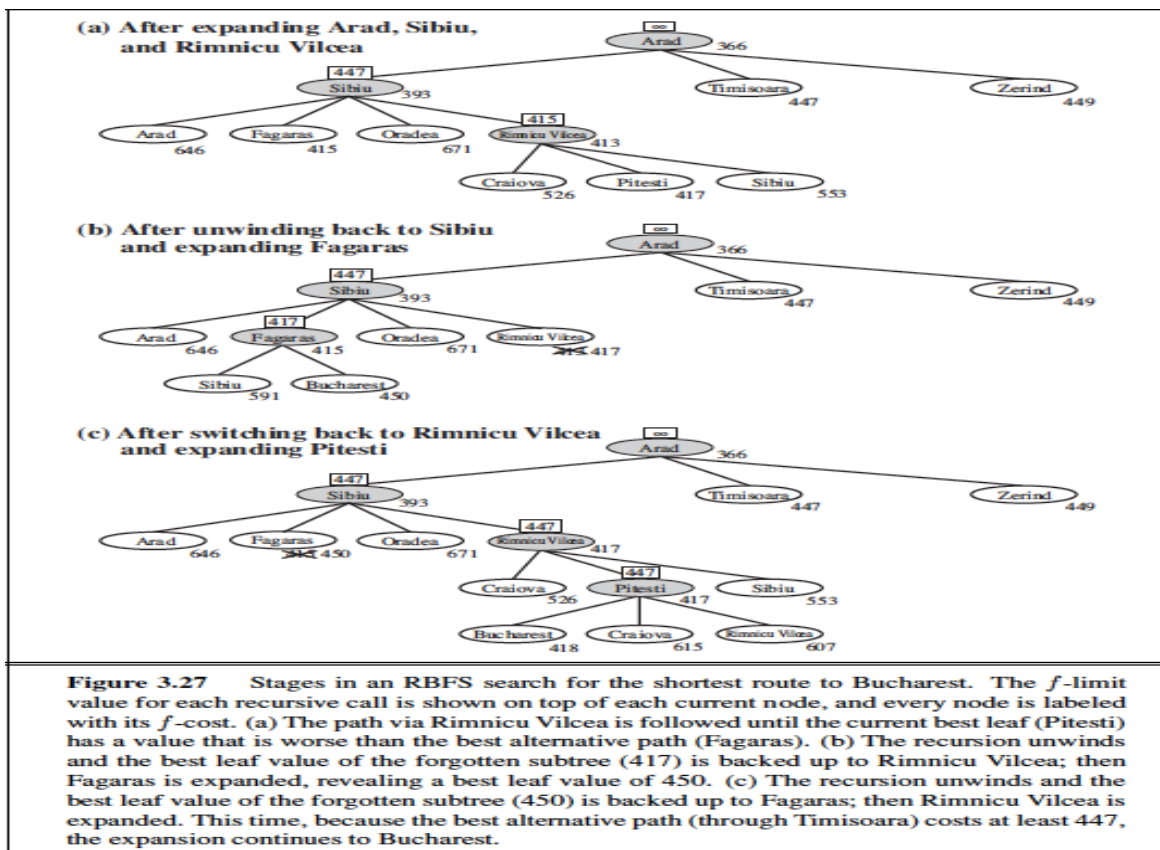 (a) After expanding Arad, Sibiu,
and Rimnicu Vilcea
∞
Arad
366
447
Sibiu
393
Timisoara
447
Zerind
449
Arad
646
Fagaras
415
Oradea
671
415
Rimnicu Vilcea
413
Craiova
526
Pitesti
417
Sibiu
553
(b) After unwinding back to Sibiu
and expanding Fagaras
∞
Arad
366
447
Sibiu
393
Timisoara
447
Zerind
449
Arad
646
417
Fagaras
415
Oradea
671
Rimnicu Vilcea
413 417
Sibiu
591
Bucharest
450
(c) After switching back to Rimnicu Vilcea
and expanding Pitesti
∞
Arad
366
447
Sibiu
393
Timisoara
447
Zerind
449
Arad
646
Fagaras
415 450
Oradea
671
447
Rimnicu Vilcea
417
Craiova
526
447
Pitesti
417
Sibiu
553
Bucharest
418
Craiova
615
Rimnicu Vilcea
607
Figure 3.27 Stages in an RBFS search for the shortest route to Bucharest. The f-limit
value for each recursive call is shown on top of each current node, and every node is labeled
with its f-cost. (a) The path via Rimnicu Vilcea is followed until the current best leaf (Pitesti)
has a value that is worse than the best alternative path (Fagaras). (b) The recursion unwinds
and the best leaf value of the forgotten subtree (417) is backed up to Rimnicu Vilcea; then
Fagaras is expanded, revealing a best leaf value of 450. (c) The recursion unwinds and the
best leaf value of the forgotten subtree (450) is backed up to Fagaras; then Rimnicu Vilcea is
expanded. This time, because the best alternative path (through Timisoara) costs at least 447,
the expansion continues to Bucharest.